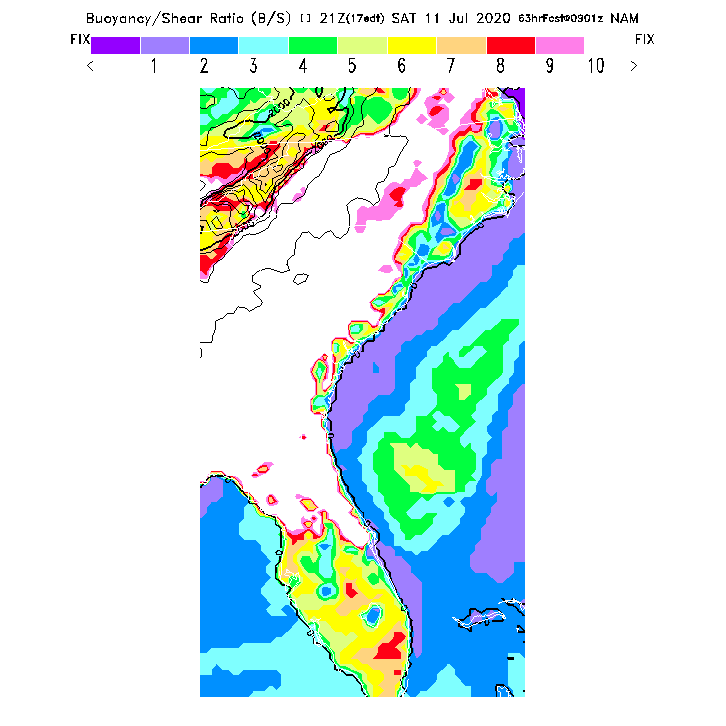 Buoyancy/Shear Ratio (B/S) [] 21Z(17edt) SAT 11 Jul 2020 63hrFcst@0901z NAM
FIX FIX
< 1 2 3 4 5 6 7 8 9 10 >
2000